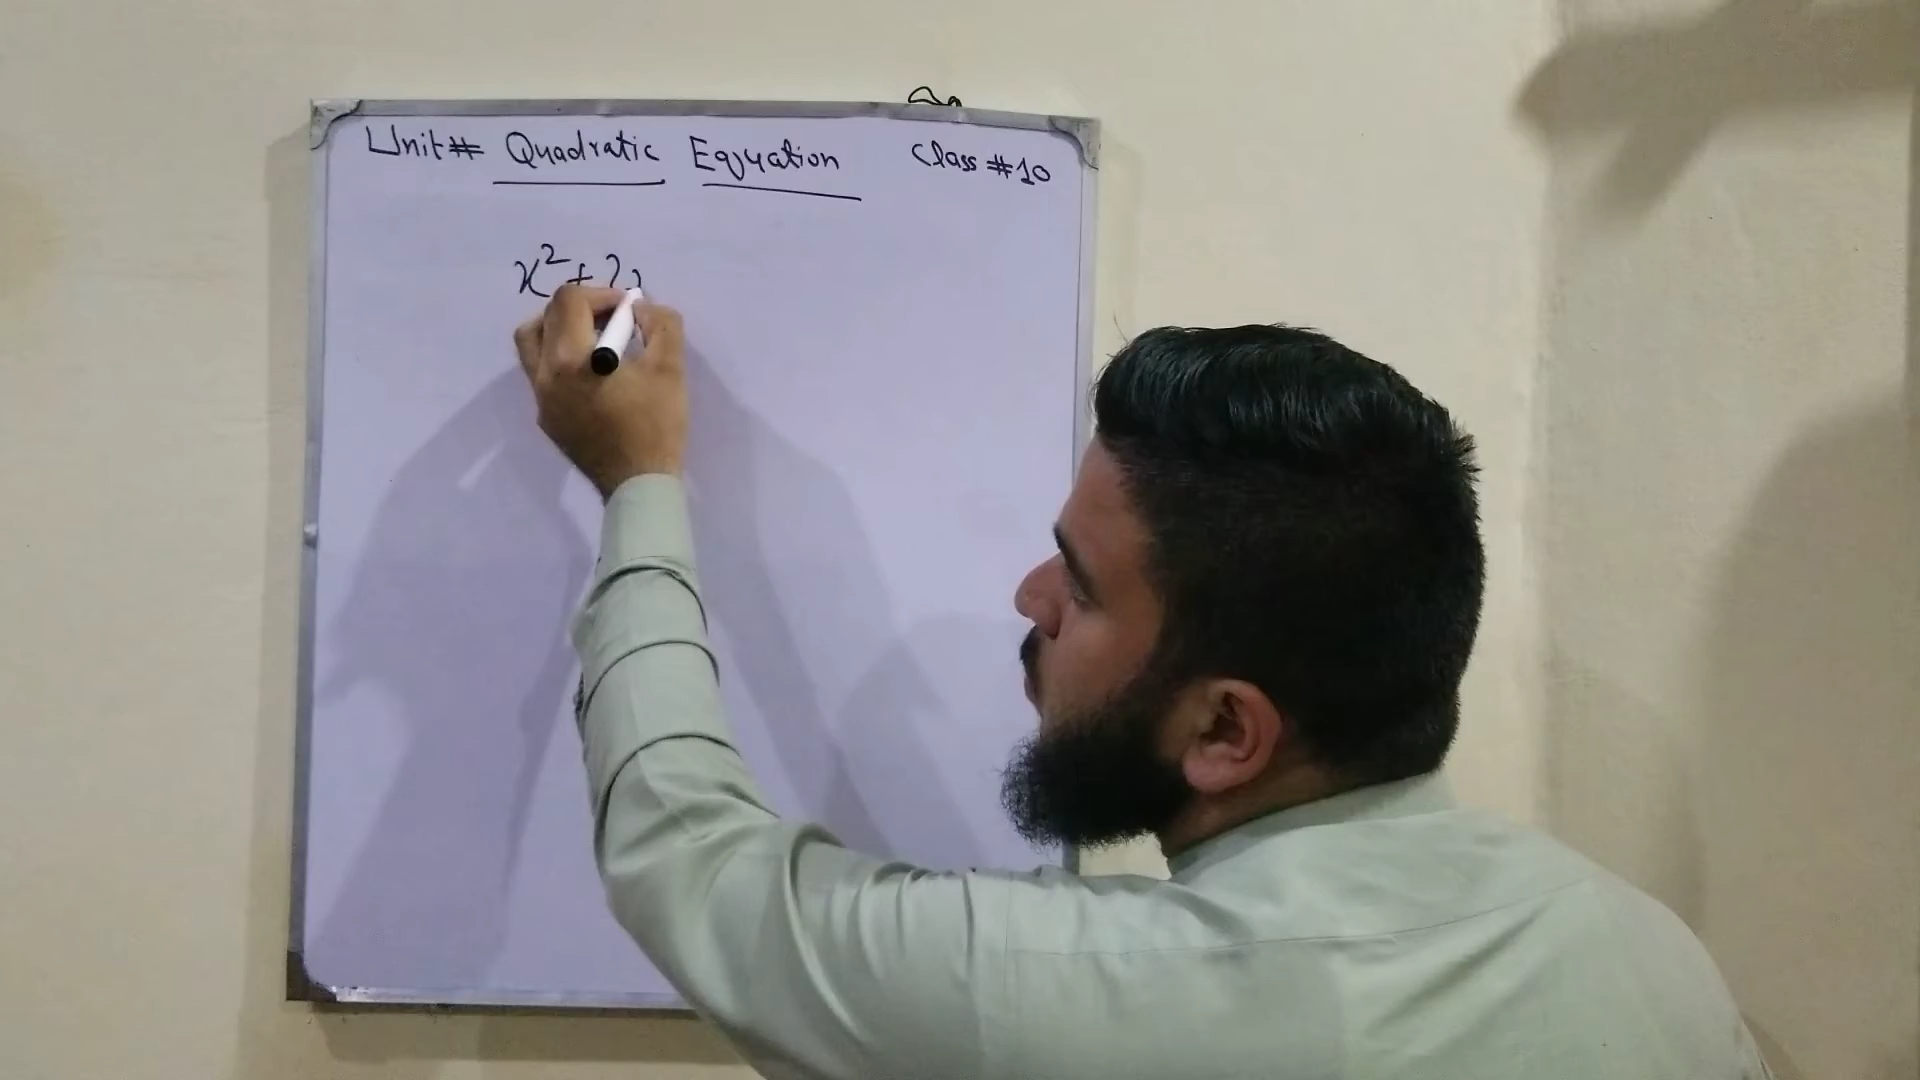 Unit# Quadratic Equation Class #10
x² + 2